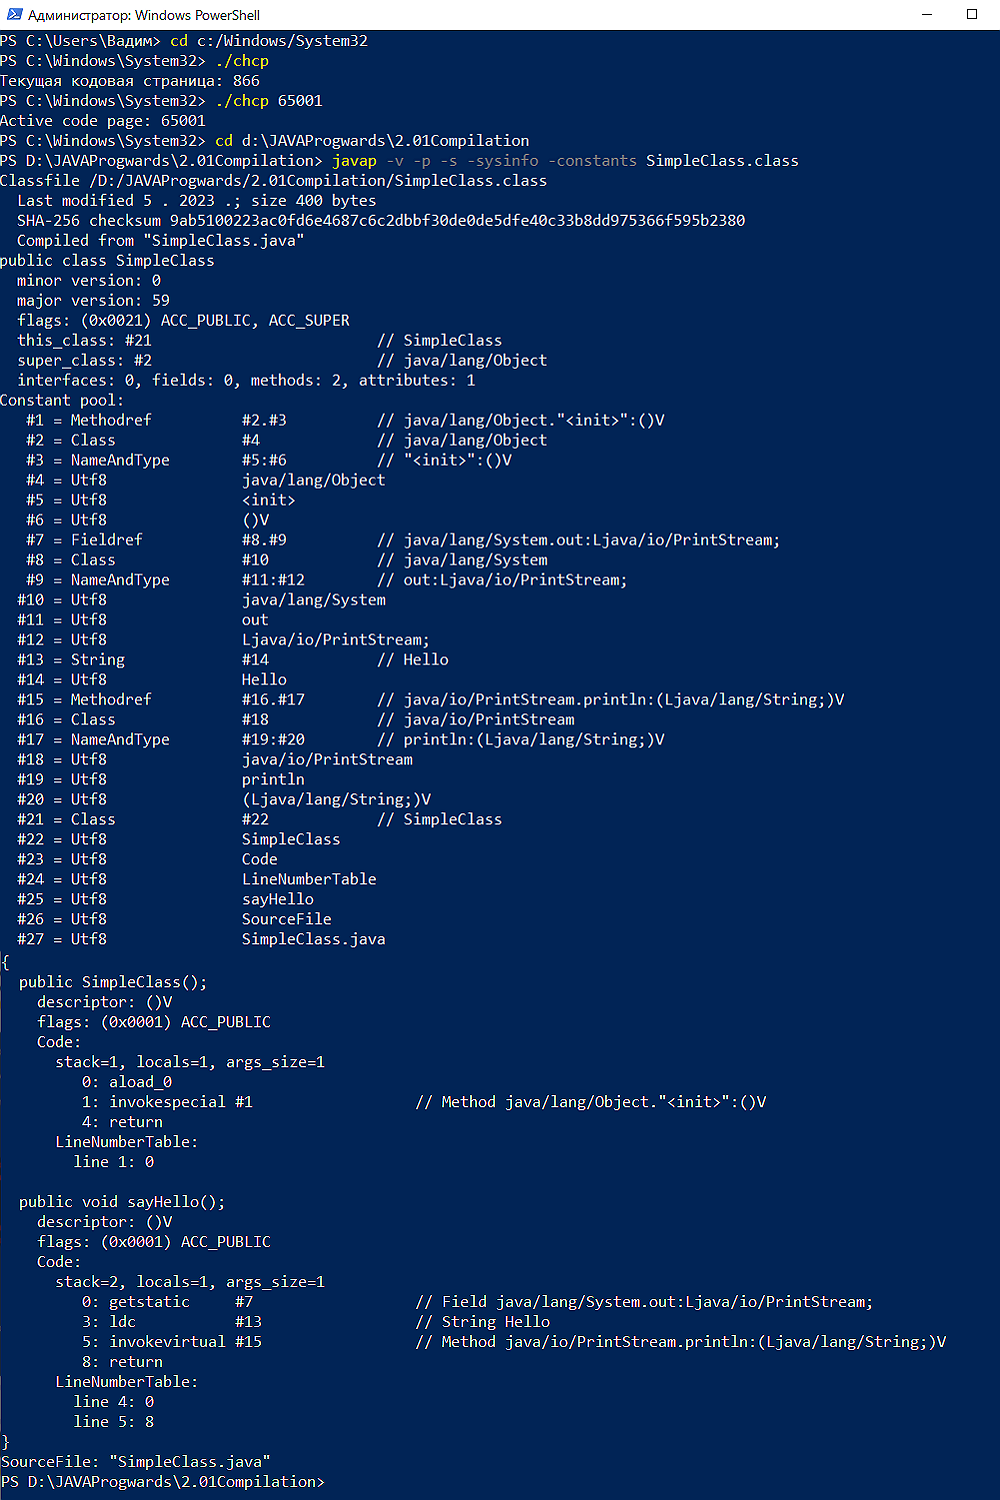 Администратор: Windows PowerShell
PS C:\Users\Вадим> cd c:/Windows/System32
PS C:\Windows\System32> ./chcp
Текущая кодовая страница: 866
PS C:\Windows\System32> ./chcp 65001
Active code page: 65001
PS C:\Windows\System32> cd d:\JAVAProgwards\2.01Compilation
PS D:\JAVAProgwards\2.01Compilation> javap -v -p -s -sysinfo -constants SimpleClass.class
Classfile /D:/JAVAProgwards/2.01Compilation/SimpleClass.class
  Last modified 5 . 2023 .; size 400 bytes
  SHA-256 checksum 9ab5100223ac0fd6e4687c6c2dbbf30de0de5dfe40c33b8dd975366f595b2380
  Compiled from "SimpleClass.java"
public class SimpleClass
  minor version: 0
  major version: 59
  flags: (0x0021) ACC_PUBLIC, ACC_SUPER
  this_class: #21                         // SimpleClass
  super_class: #2                         // java/lang/Object
  interfaces: 0, fields: 0, methods: 2, attributes: 1
Constant pool:
   #1 = Methodref          #2.#3          // java/lang/Object."<init>":()V
   #2 = Class              #4             // java/lang/Object
   #3 = NameAndType        #5:#6          // "<init>":()V
   #4 = Utf8               java/lang/Object
   #5 = Utf8               <init>
   #6 = Utf8               ()V
   #7 = Fieldref           #8.#9          // java/lang/System.out:Ljava/io/PrintStream;
   #8 = Class              #10            // java/lang/System
   #9 = NameAndType        #11:#12        // out:Ljava/io/PrintStream;
  #10 = Utf8               java/lang/System
  #11 = Utf8               out
  #12 = Utf8               Ljava/io/PrintStream;
  #13 = String             #14            // Hello
  #14 = Utf8               Hello
  #15 = Methodref          #16.#17        // java/io/PrintStream.println:(Ljava/lang/String;)V
  #16 = Class              #18            // java/io/PrintStream
  #17 = NameAndType        #19:#20        // println:(Ljava/lang/String;)V
  #18 = Utf8               java/io/PrintStream
  #19 = Utf8               println
  #20 = Utf8               (Ljava/lang/String;)V
  #21 = Class              #22            // SimpleClass
  #22 = Utf8               SimpleClass
  #23 = Utf8               Code
  #24 = Utf8               LineNumberTable
  #25 = Utf8               sayHello
  #26 = Utf8               SourceFile
  #27 = Utf8               SimpleClass.java
{
  public SimpleClass();
    descriptor: ()V
    flags: (0x0001) ACC_PUBLIC
    Code:
      stack=1, locals=1, args_size=1
         0: aload_0
         1: invokespecial #1                  // Method java/lang/Object."<init>":()V
         4: return
      LineNumberTable:
        line 1: 0

  public void sayHello();
    descriptor: ()V
    flags: (0x0001) ACC_PUBLIC
    Code:
      stack=2, locals=1, args_size=1
         0: getstatic     #7                  // Field java/lang/System.out:Ljava/io/PrintStream;
         3: ldc           #13                 // String Hello
         5: invokevirtual #15                 // Method java/io/PrintStream.println:(Ljava/lang/String;)V
         8: return
      LineNumberTable:
        line 4: 0
        line 5: 8
}
SourceFile: "SimpleClass.java"
PS D:\JAVAProgwards\2.01Compilation>